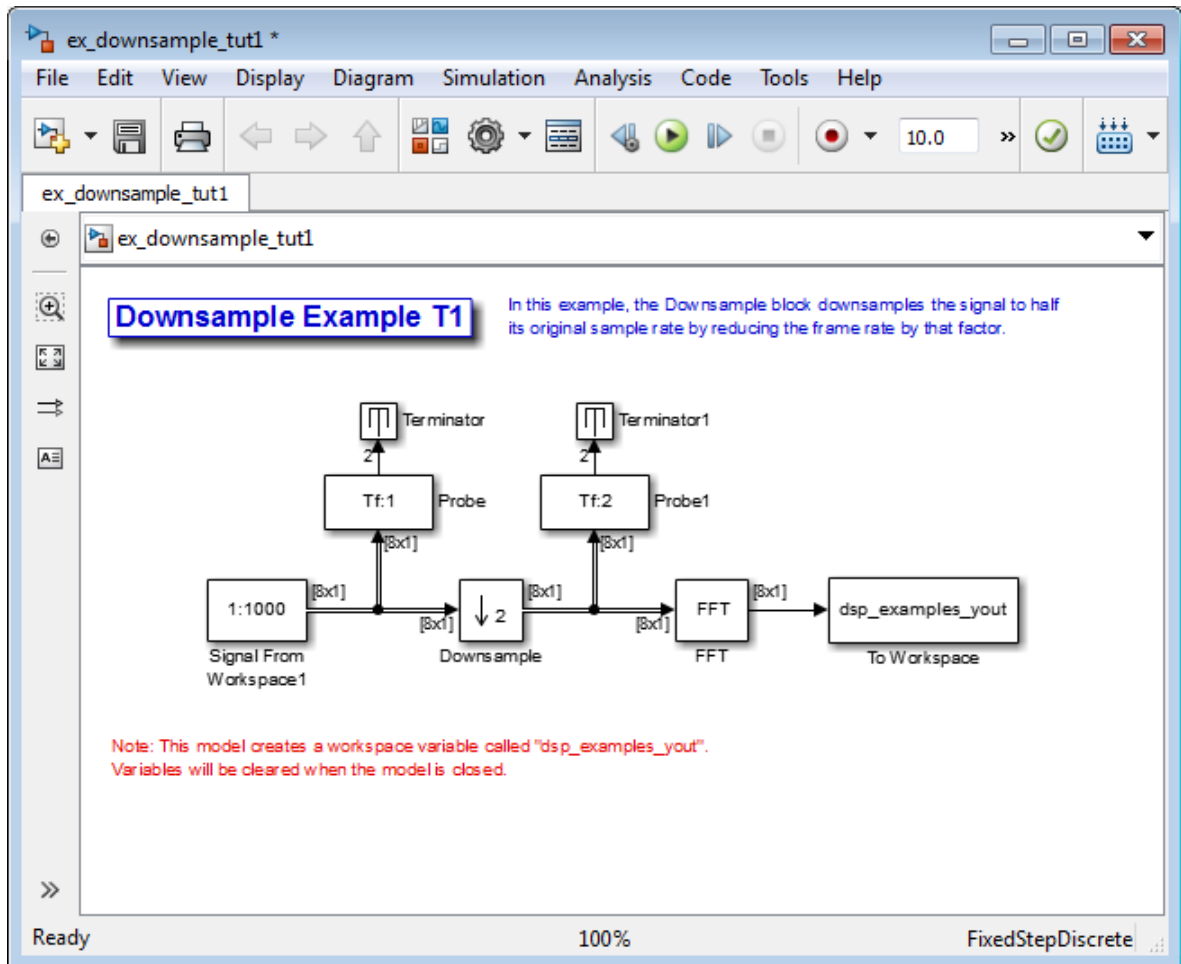 ex_downsample_tut1 *
File Edit View Display Diagram Simulation Analysis Code Tools Help
10.0 »
ex_downsample_tut1
ex_downsample_tut1
Downsample Example T1
In this example, the Downsample block downsamples the signal to half
its original sample rate by reducing the frame rate by that factor.
Terminator
Terminator1
2
2
Tf:1
Probe
Tf:2
Probe1
[8x1]
[8x1]
1:1000
[8x1]
[8x1]
2
[8x1]
[8x1]
FFT
[8x1]
dsp_examples_yout
Signal From
Workspace1
Downsample
FFT
To Workspace
Note: This model creates a workspace variable called "dsp_examples_yout".
Variables will be cleared when the model is closed.
»
Ready 100% FixedStepDiscrete